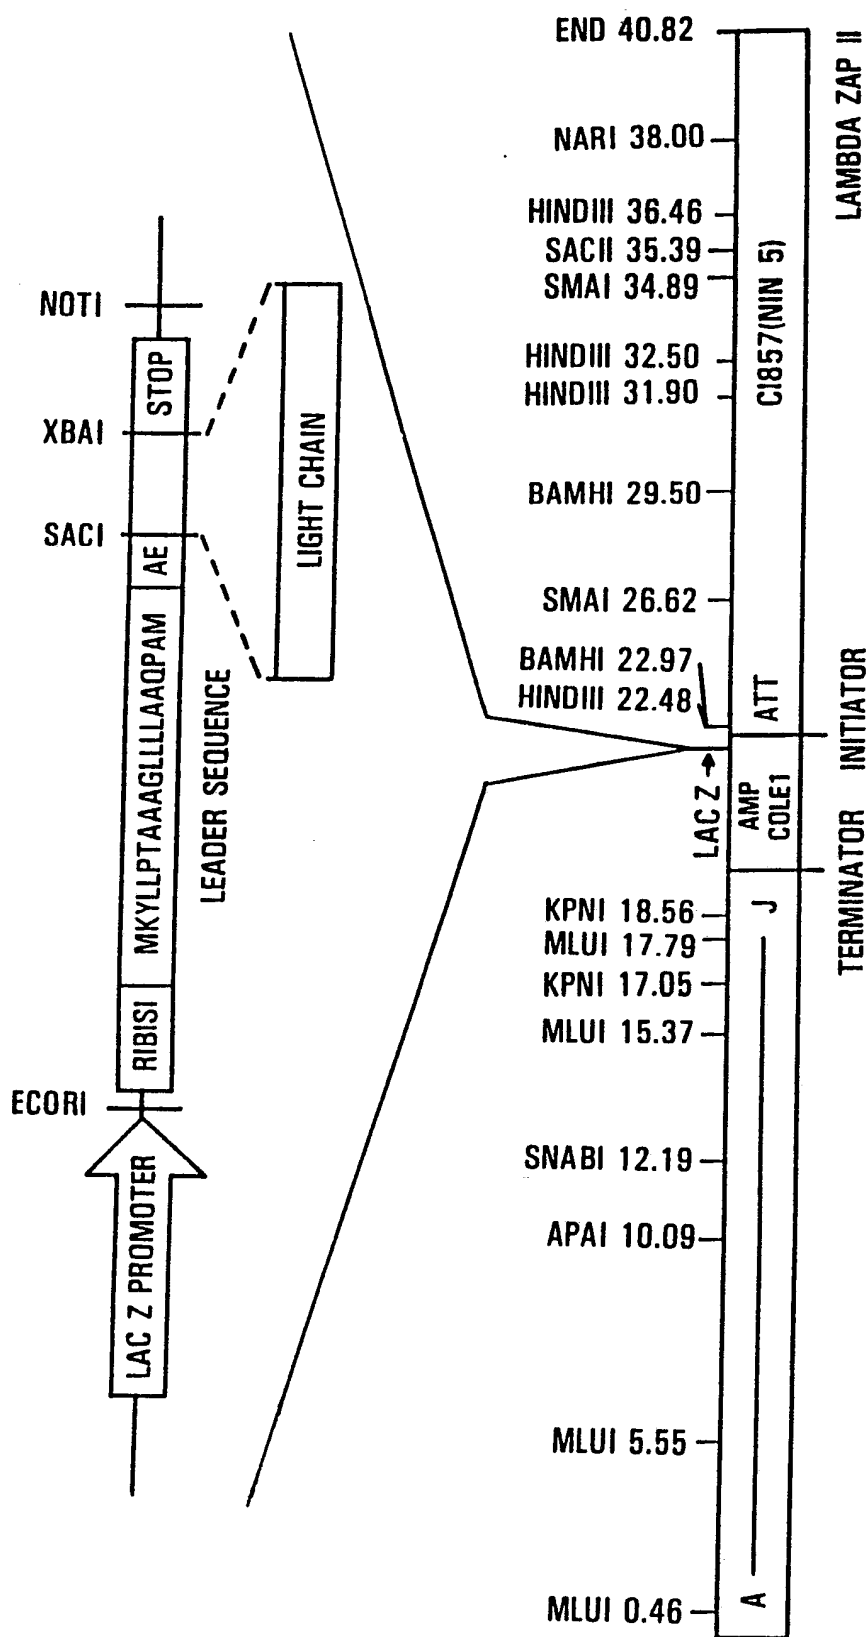 END 40.82
NARI 38.00
HINDIII 36.46
SACII 35.39
SMAI 34.89
HINDIII 32.50
HINDIII 31.90
BAMHI 29.50
SMAI 26.62
BAMHI 22.97
HINDIII 22.48
LAC Z
KPNI 18.56
MLUI 17.79
KPNI 17.05
MLUI 15.37
SNABI 12.19
APAI 10.09
MLUI 5.55
MLUI 0.46
LAMBDA ZAP II
CI857(NIN 5)
ATT
INITIATOR
AMP
COLE1
TERMINATOR
J
A
NOTI
STOP
XBAI
SACI
AE
LIGHT CHAIN
MKYLLPTAAAGLLLLAAQPAM
LEADER SEQUENCE
RIBISI
ECORI
LAC Z PROMOTER